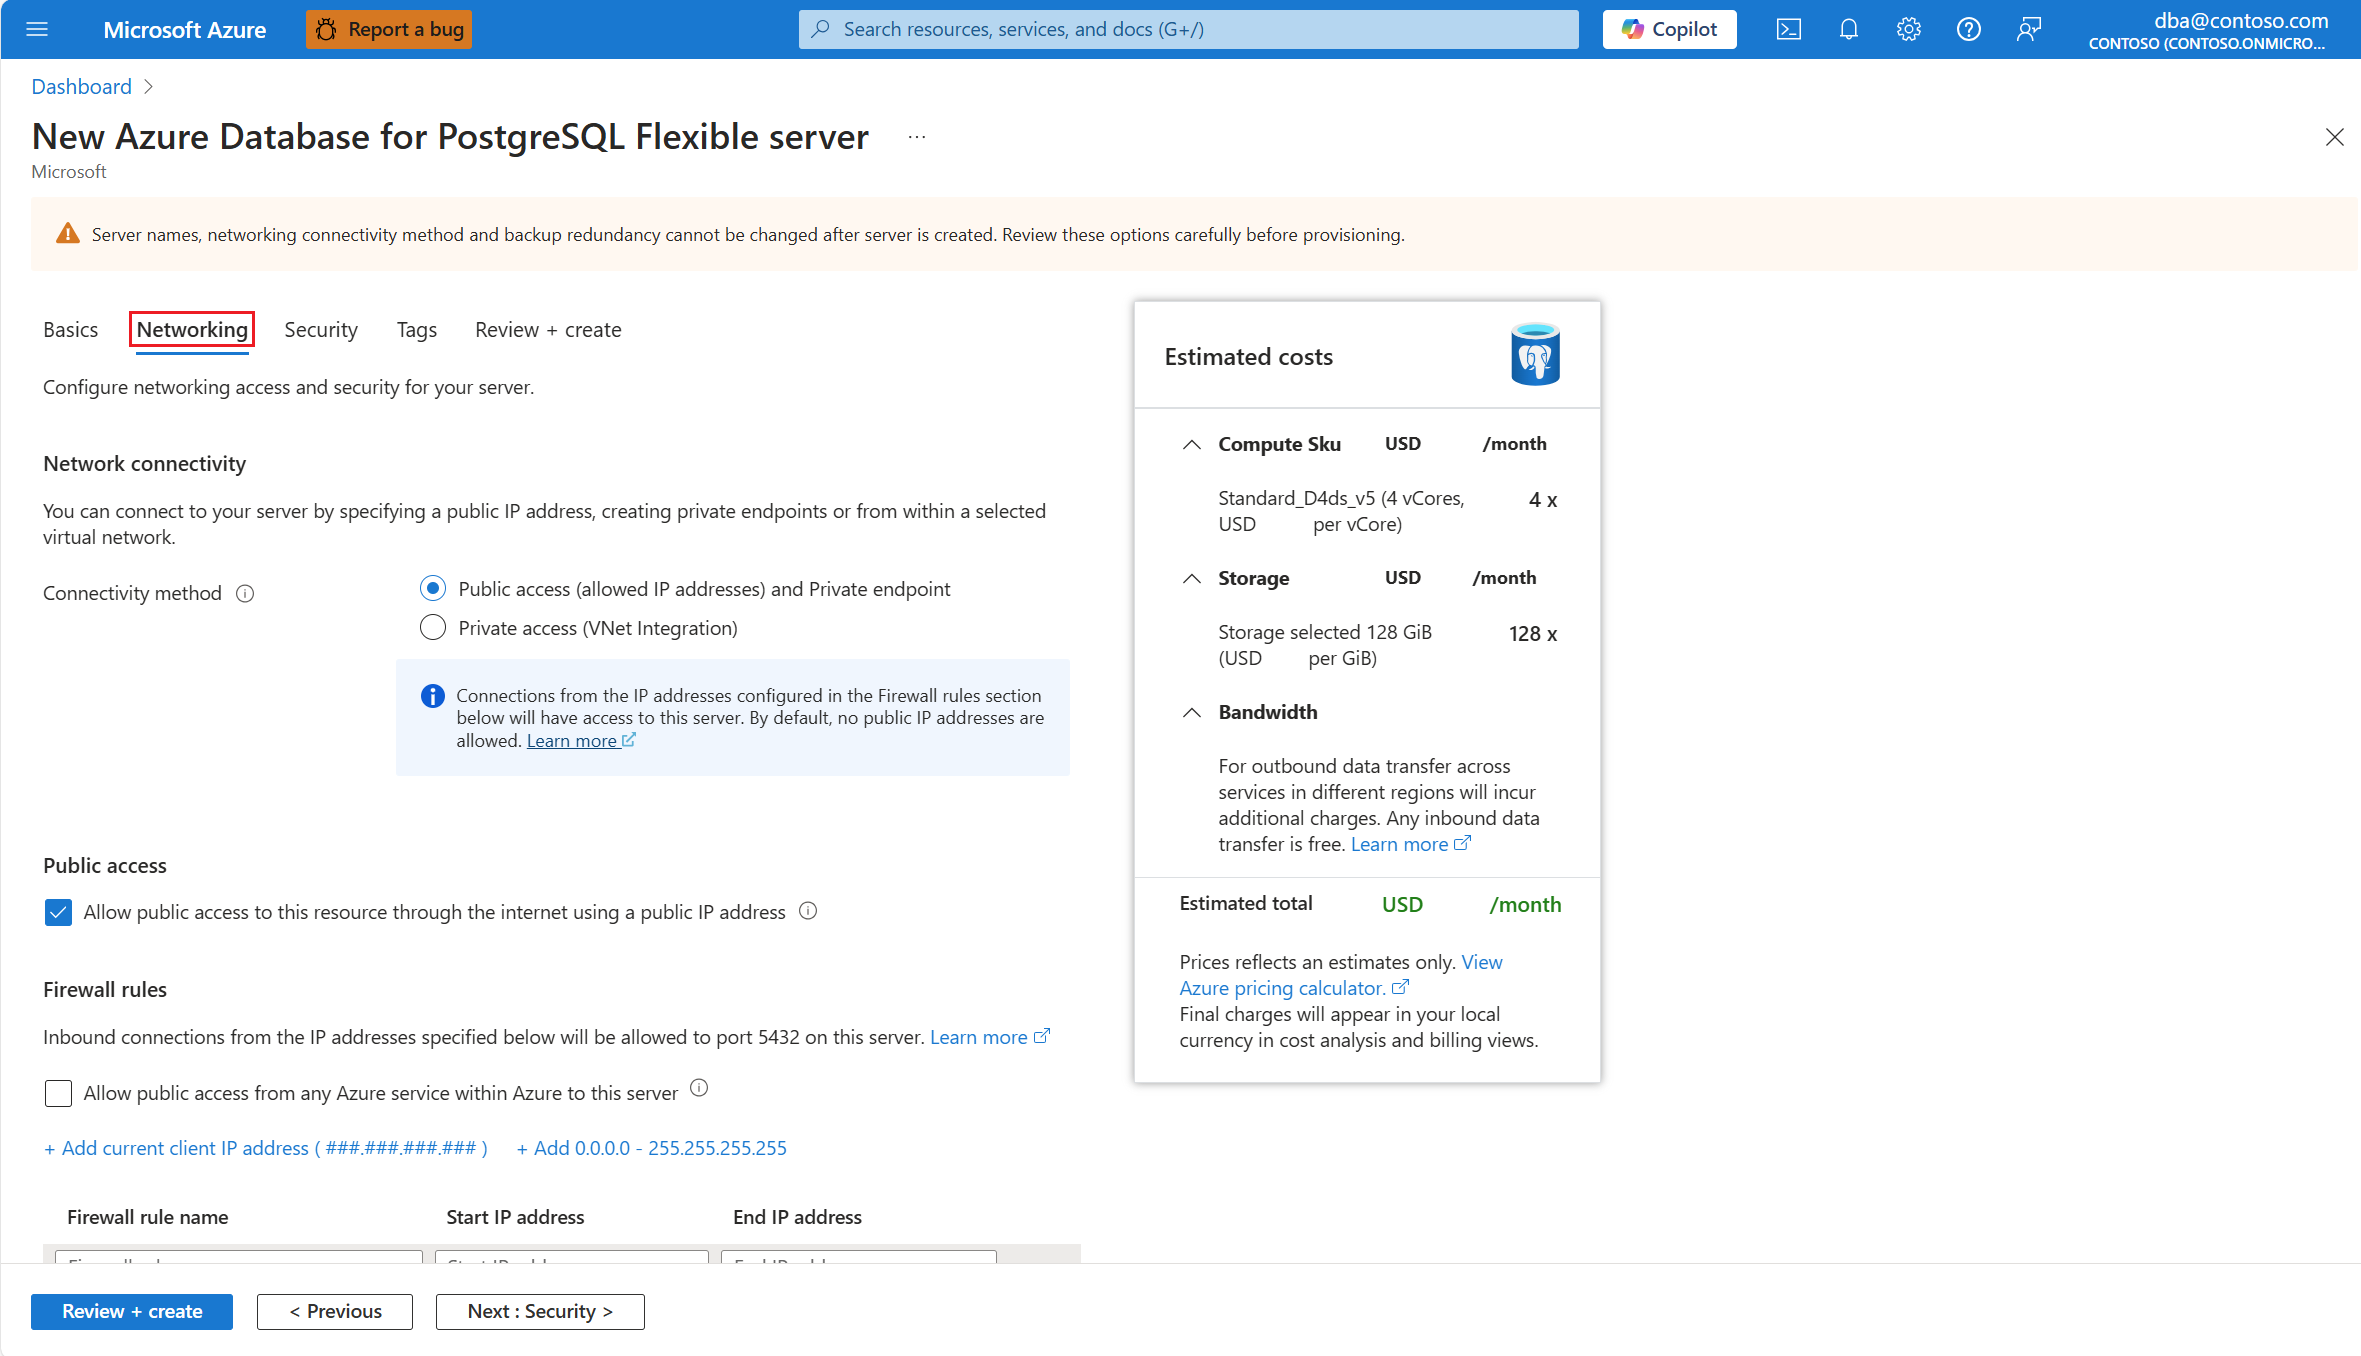 Microsoft Azure
Report a bug
Search resources, services, and docs (G+/)
Copilot
dba@contoso.com
CONTOSO (CONTOSO.ONMICRO...
Dashboard
New Azure Database for PostgreSQL Flexible server ...
Microsoft
Server names, networking connectivity method and backup redundancy cannot be changed after server is created. Review these options carefully before provisioning.
Basics Networking Security Tags Review + create
Configure networking access and security for your server.
Network connectivity
You can connect to your server by specifying a public IP address, creating private endpoints or from within a selected
virtual network.
Connectivity method
Public access (allowed IP addresses) and Private endpoint
Private access (VNet Integration)
Connections from the IP addresses configured in the Firewall rules section
below will have access to this server. By default, no public IP addresses are
allowed. Learn more
Public access
Allow public access to this resource through the internet using a public IP address
Firewall rules
Inbound connections from the IP addresses specified below will be allowed to port 5432 on this server. Learn more
Allow public access from any Azure service within Azure to this server
+ Add current client IP address ( ###.###.###.### ) + Add 0.0.0.0 - 255.255.255.255
Firewall rule name Start IP address End IP address
Estimated costs
Compute Sku USD /month
Standard_D4ds_v5 (4 vCores, 4 x
USD per vCore)
Storage USD /month
Storage selected 128 GiB 128 x
(USD per GiB)
Bandwidth
For outbound data transfer across
services in different regions will incur
additional charges. Any inbound data
transfer is free. Learn more
Estimated total USD /month
Prices reflects an estimates only. View
Azure pricing calculator.
Final charges will appear in your local
currency in cost analysis and billing views.
Review + create < Previous Next : Security >